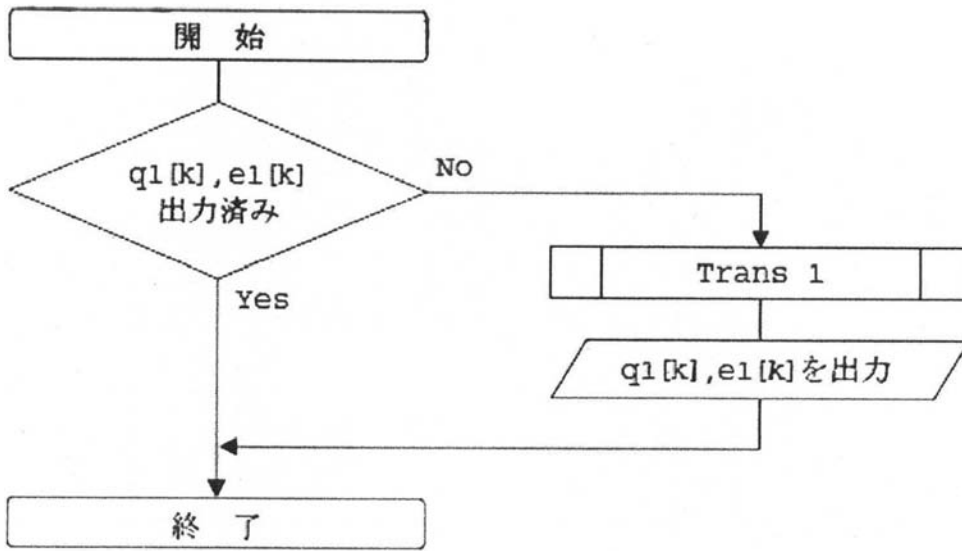 開 始
q1[k],e1[k]
出力済み
No
Yes
Trans 1
q1[k],e1[k]を出力
終 了